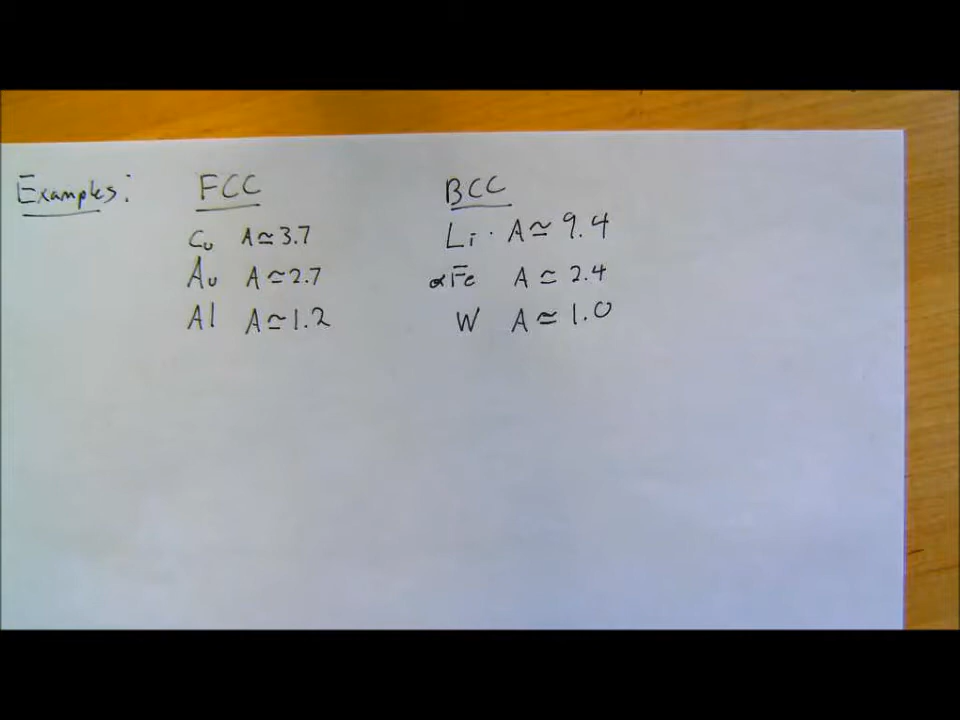 Examples: FCC BCC
Cu A≃3.7 Li · A≃9.4
Au A≃2.7 αFe A≃2.4
Al A≃1.2 W A≃1.0